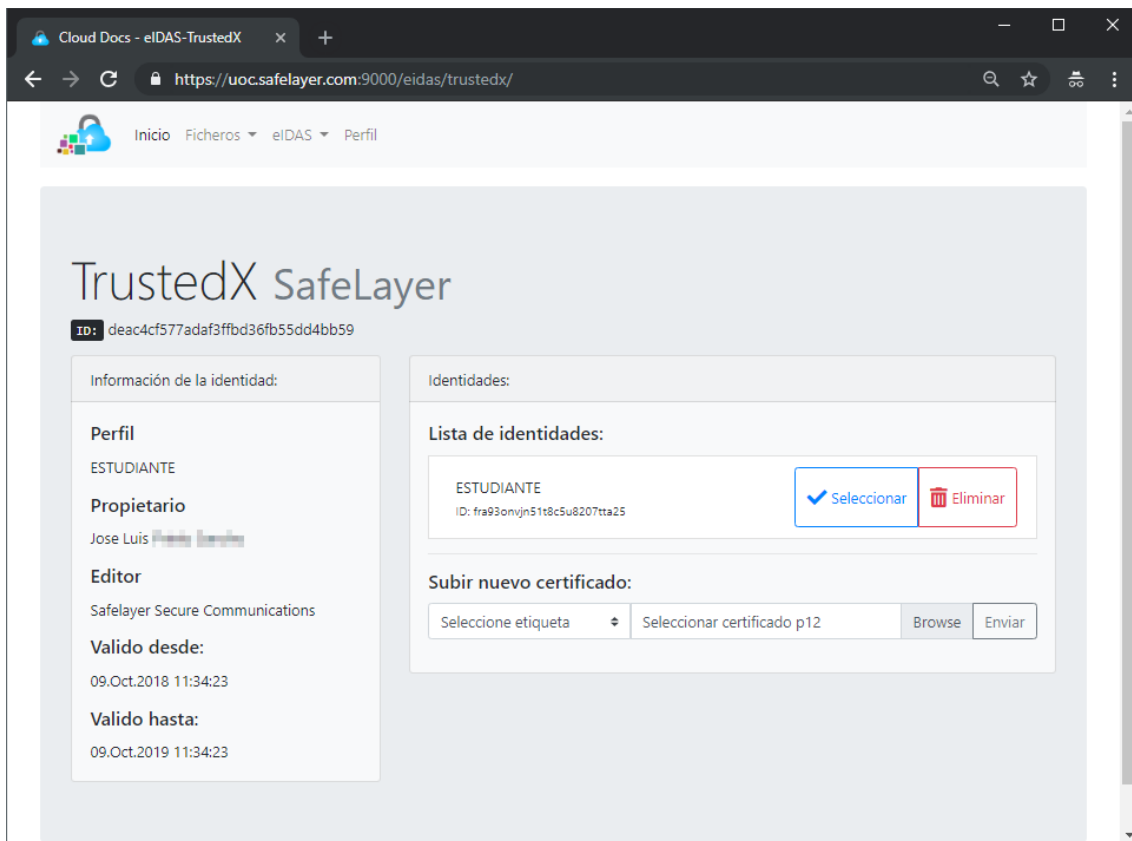 Cloud Docs - eIDAS-TrustedX
https://uoc.safelayer.com:9000/eidas/trustedx/
Inicio Ficheros eIDAS Perfil
TrustedX SafeLayer
ID: deac4cf577adaf3ffbd36fb55dd4bb59
Información de la identidad:
Perfil
ESTUDIANTE
Propietario
Jose Luis
Editor
Safelayer Secure Communications
Valido desde:
09.Oct.2018 11:34:23
Valido hasta:
09.Oct.2019 11:34:23
Identidades:
Lista de identidades:
ESTUDIANTE
ID: fra93onvjn51t8c5u8207tta25
Seleccionar Eliminar
Subir nuevo certificado:
Seleccione etiqueta Seleccionar certificado p12 Browse Enviar